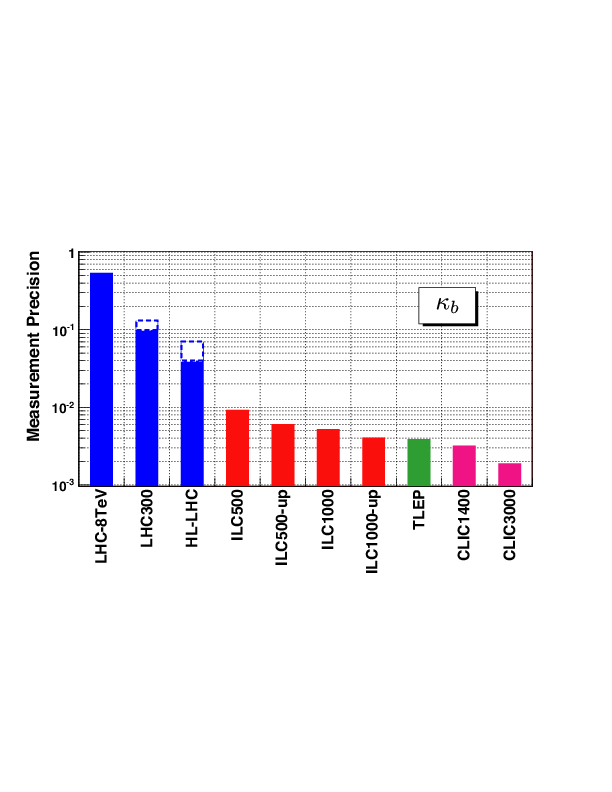 Measurement Precision
1
10⁻¹
10⁻²
10⁻³
κ_b
LHC-8TeV
LHC300
HL-LHC
ILC500
ILC500-up
ILC1000
ILC1000-up
TLEP
CLIC1400
CLIC3000